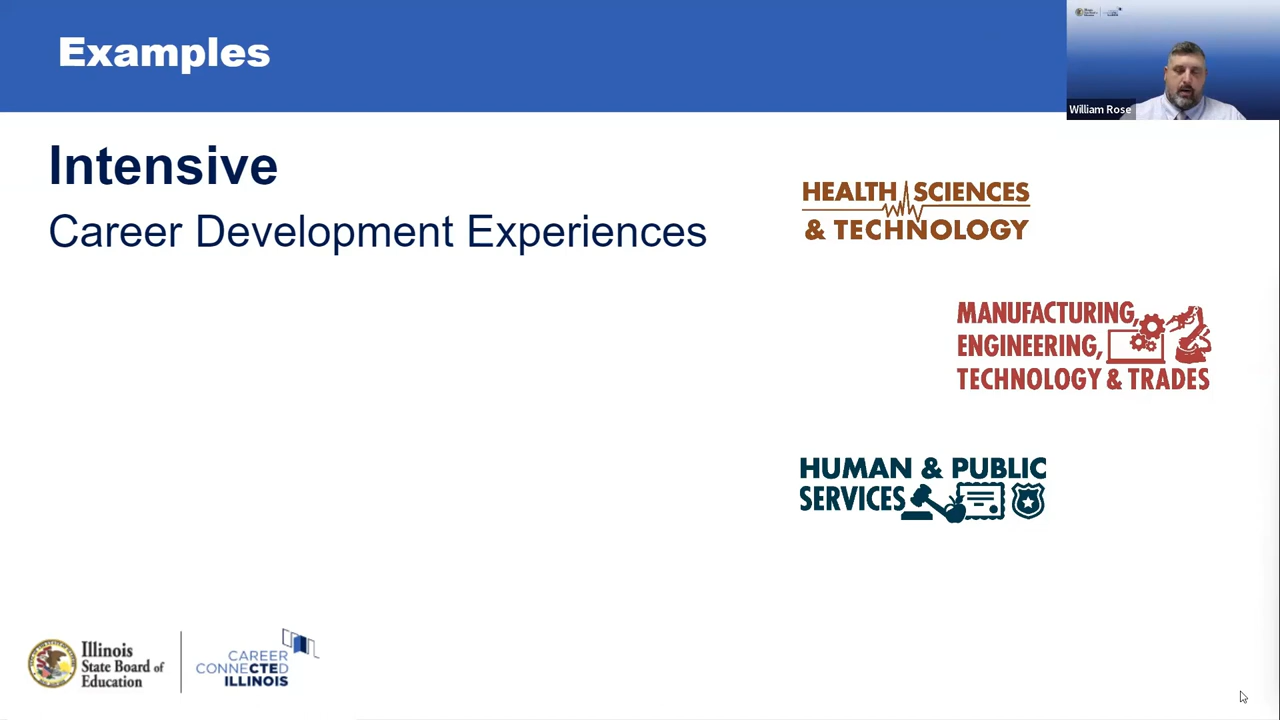 Examples
William Rose
Intensive
Career Development Experiences
HEALTH SCIENCES
& TECHNOLOGY
MANUFACTURING,
ENGINEERING,
TECHNOLOGY & TRADES
HUMAN & PUBLIC
SERVICES
Illinois
State Board of
Education
CAREER
CONNECTED
ILLINOIS